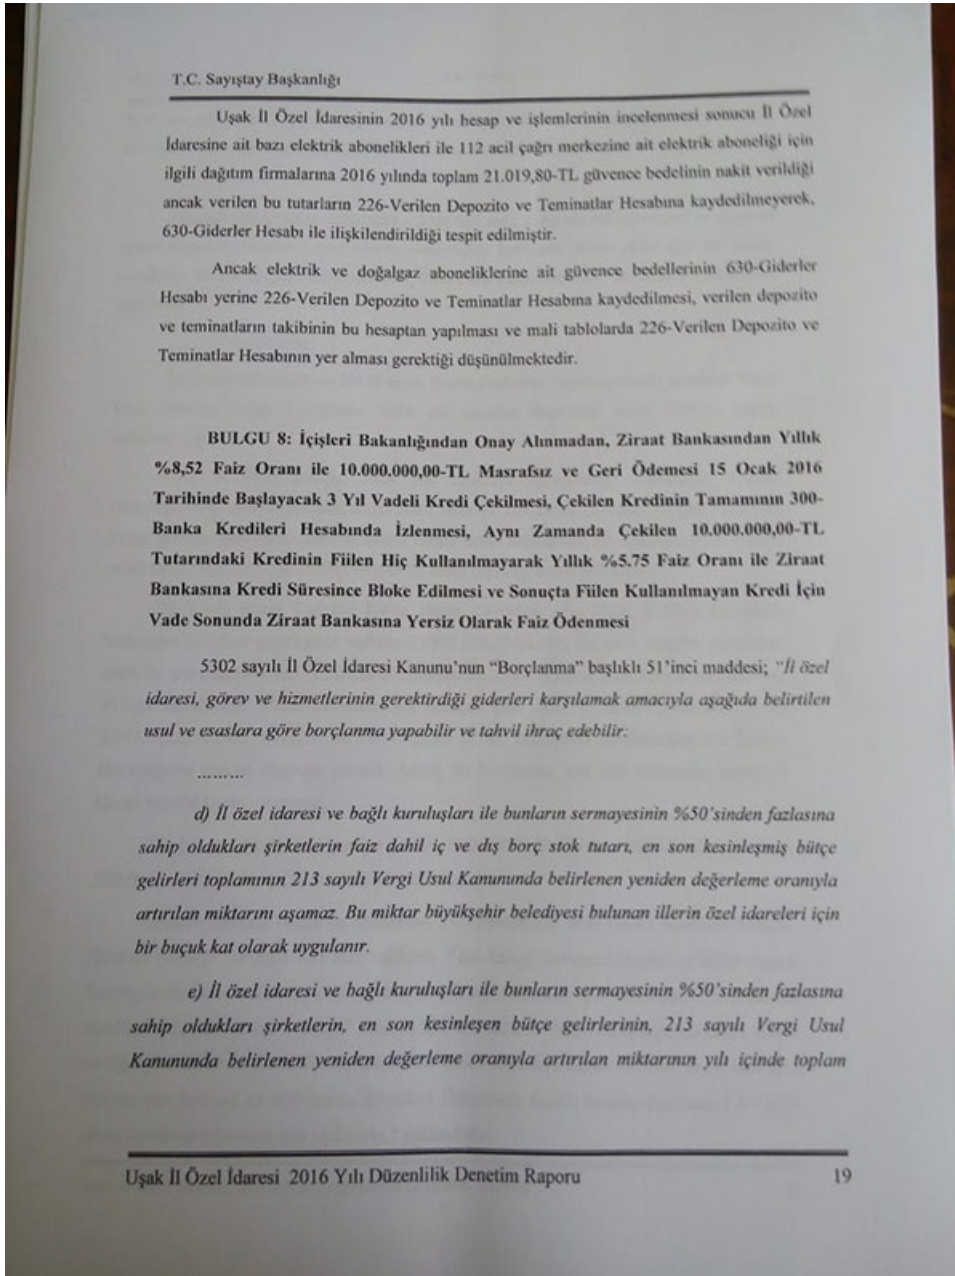 T.C. Sayıştay Başkanlığı
Uşak İl Özel İdaresinin 2016 yılı hesap ve işlemlerinin incelenmesi sonucu İl Özel
İdaresine ait bazı elektrik abonelikleri ile 112 acil çağrı merkezine ait elektrik aboneliği için
ilgili dağıtım firmalarına 2016 yılında toplam 21.019,80-TL güvence bedelinin nakit verildiği
ancak verilen bu tutarların 226-Verilen Depozito ve Teminatlar Hesabına kaydedilmeyerek,
630-Giderler Hesabı ile ilişkilendirildiği tespit edilmiştir.
Ancak elektrik ve doğalgaz aboneliklerine ait güvence bedellerinin 630-Giderler
Hesabı yerine 226-Verilen Depozito ve Teminatlar Hesabına kaydedilmesi, verilen depozito
ve teminatların takibinin bu hesaptan yapılması ve mali tablolarda 226-Verilen Depozito ve
Teminatlar Hesabının yer alması gerektiği düşünülmektedir.
BULGU 8: İçişleri Bakanlığından Onay Alınmadan, Ziraat Bankasından Yıllık
%8,52 Faiz Oranı ile 10.000.000,00-TL Masrafsız ve Geri Ödemesi 15 Ocak 2016
Tarihinde Başlayacak 3 Yıl Vadeli Kredi Çekilmesi, Çekilen Kredinin Tamamının 300-
Banka Kredileri Hesabında İzlenmesi, Aynı Zamanda Çekilen 10.000.000,00-TL
Tutarındaki Kredinin Fiilen Hiç Kullanılmayarak Yıllık %5.75 Faiz Oranı ile Ziraat
Bankasına Kredi Süresince Bloke Edilmesi ve Sonuçta Fiilen Kullanılmayan Kredi İçin
Vade Sonunda Ziraat Bankasına Yersiz Olarak Faiz Ödenmesi
5302 sayılı İl Özel İdaresi Kanunu’nun “Borçlanma” başlıklı 51’inci maddesi; “İl özel
idaresi, görev ve hizmetlerinin gerektirdiği giderleri karşılamak amacıyla aşağıda belirtilen
usul ve esaslara göre borçlanma yapabilir ve tahvil ihraç edebilir:
………
d) İl özel idaresi ve bağlı kuruluşları ile bunların sermayesinin %50’sinden fazlasına
sahip oldukları şirketlerin faiz dahil iç ve dış borç stok tutarı, en son kesinleşmiş bütçe
gelirleri toplamının 213 sayılı Vergi Usul Kanununda belirlenen yeniden değerleme oranıyla
artırılan miktarını aşamaz. Bu miktar büyükşehir belediyesi bulunan illerin özel idareleri için
bir buçuk kat olarak uygulanır.
e) İl özel idaresi ve bağlı kuruluşları ile bunların sermayesinin %50’sinden fazlasına
sahip oldukları şirketlerin, en son kesinleşen bütçe gelirlerinin, 213 sayılı Vergi Usul
Kanununda belirlenen yeniden değerleme oranıyla artırılan miktarının yılı içinde toplam
Uşak İl Özel İdaresi 2016 Yılı Düzenlilik Denetim Raporu 19